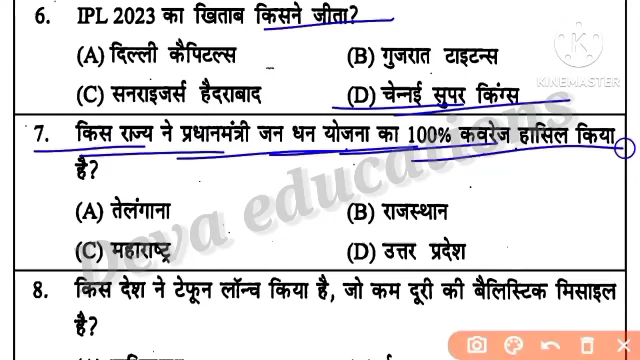 6. IPL 2023 का खिताब किसने जीता?
(A) दिल्ली कैपिटल्स (B) गुजरात टाइटन्स
(C) सनराइजर्स हैदराबाद (D) चेन्नई सुपर किंग्स
7. किस राज्य ने प्रधानमंत्री जन धन योजना का 100% कवरेज हासिल किया
है?
(A) तेलंगाना (B) राजस्थान
(C) महाराष्ट्र (D) उत्तर प्रदेश
8. किस देश ने टेफून लॉन्च किया है, जो कम दूरी की बैलिस्टिक मिसाइल
है?
Deva educations
KINEMASTER